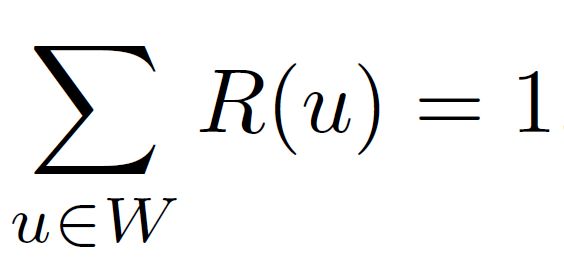 ∑ R(u) = 1
u∈W